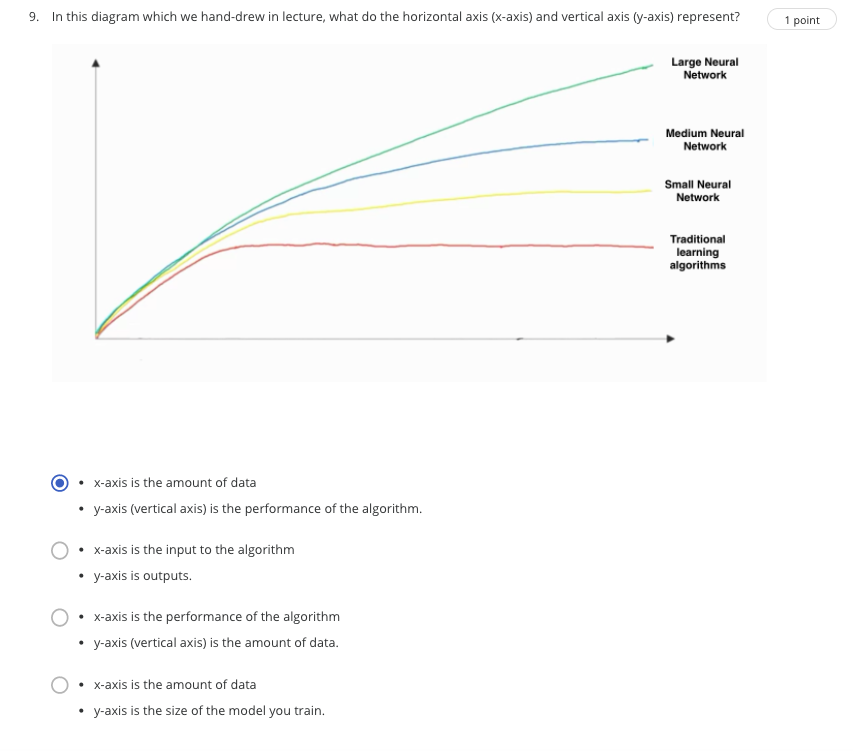 9. In this diagram which we hand-drew in lecture, what do the horizontal axis (x-axis) and vertical axis (y-axis) represent?
1 point
Large Neural
Network
Medium Neural
Network
Small Neural
Network
Traditional
learning
algorithms
• x-axis is the amount of data
• y-axis (vertical axis) is the performance of the algorithm.
• x-axis is the input to the algorithm
• y-axis is outputs.
• x-axis is the performance of the algorithm
• y-axis (vertical axis) is the amount of data.
• x-axis is the amount of data
• y-axis is the size of the model you train.